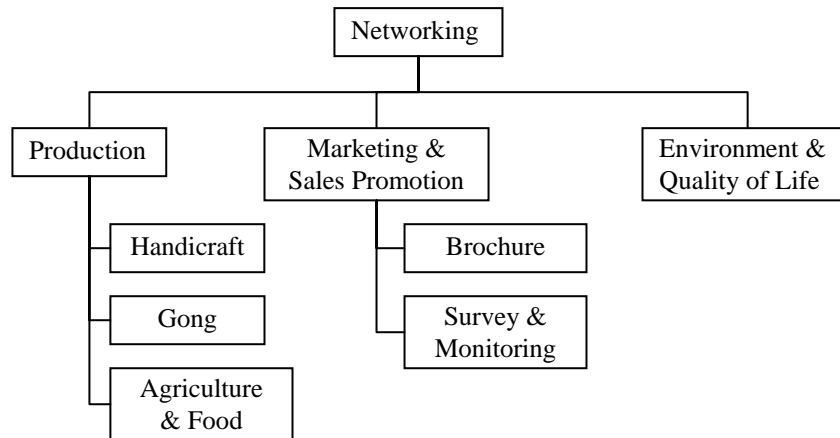 Networking
Production
Marketing &
Sales Promotion
Environment &
Quality of Life
Handicraft
Gong
Agriculture
& Food
Brochure
Survey &
Monitoring